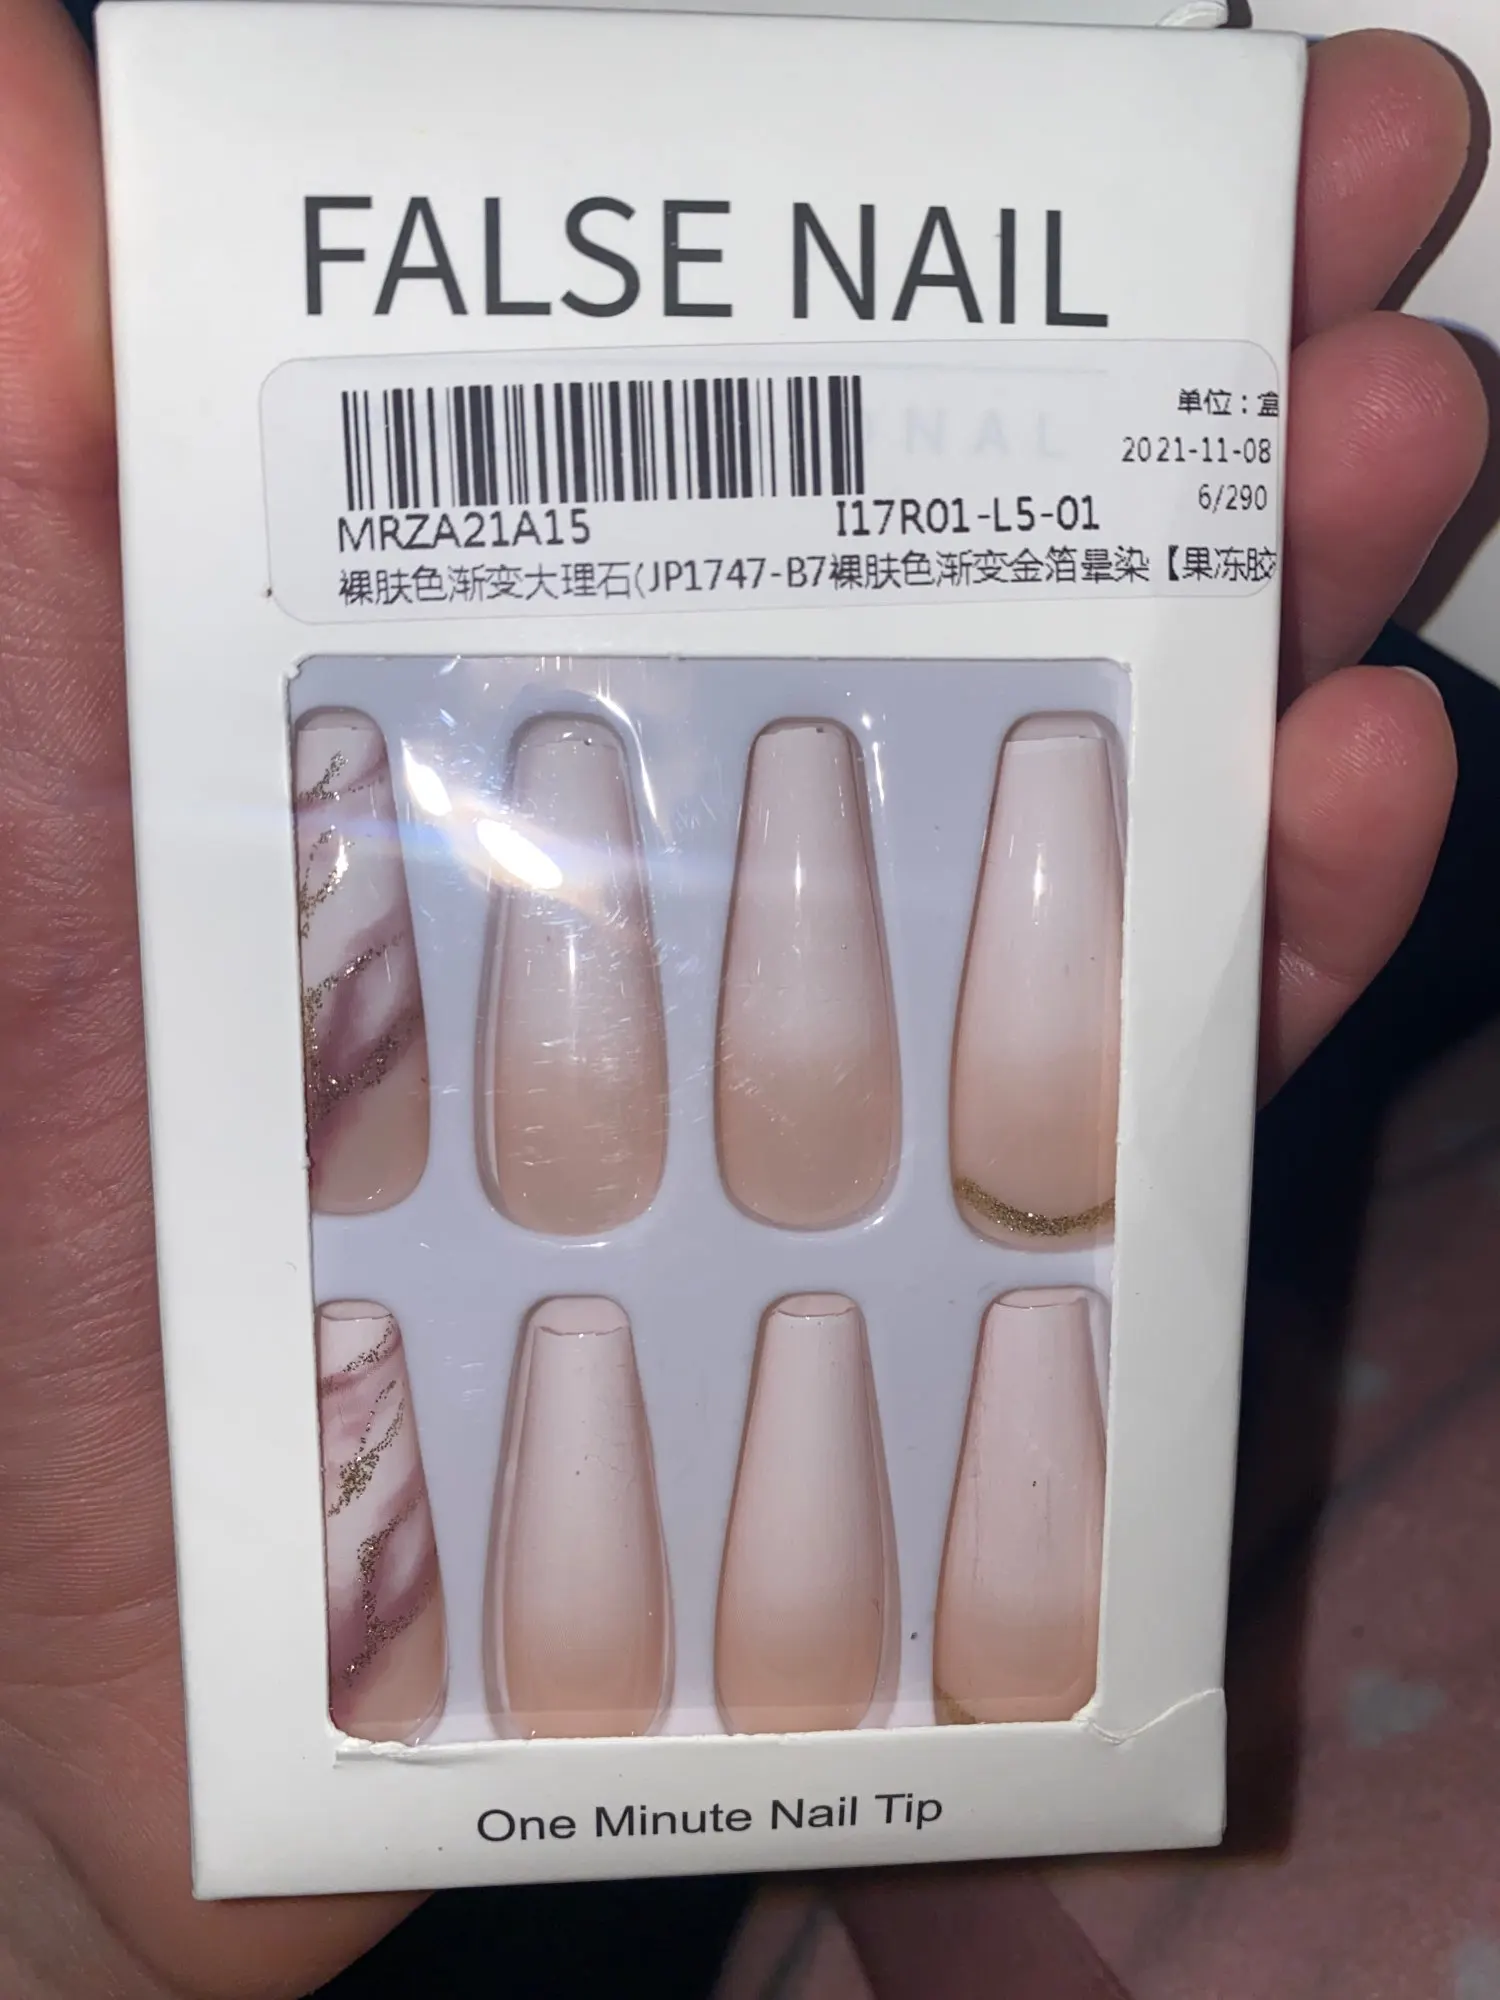 FALSE NAIL
NAL
单位：盒
2021-11-08
6/290
MRZA21A15 I17R01-L5-01
裸肤色渐变大理石(JP1747-B7裸肤色渐变金箔晕染【果冻胶
One Minute Nail Tip